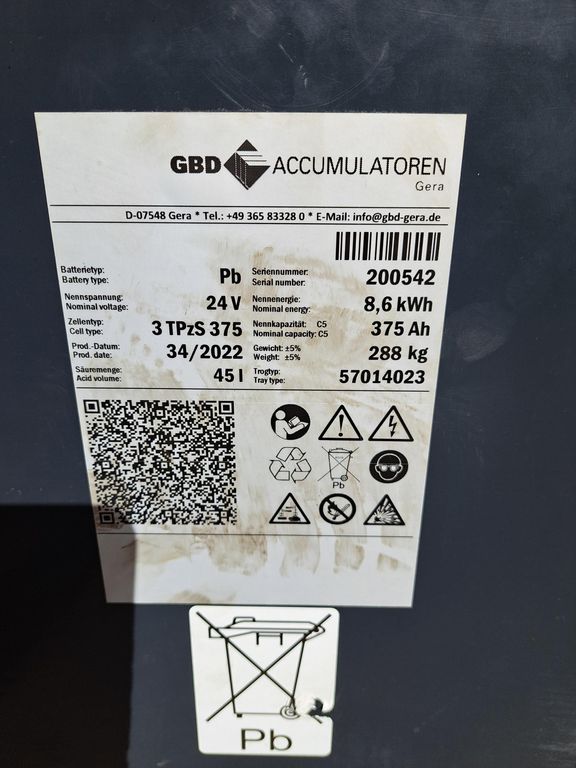 GBD ACCUMULATOREN
Gera
D-07548 Gera * Tel.: +49 365 83328 0 * E-Mail: info@gbd-gera.de
Batterietyp: Pb Seriennummer: 200542
Battery type: Serial number:
Nennspannung: 24 V Nennenergie: 8,6 kWh
Nominal voltage: Nominal energy:
Zellentyp: 3 TPzS 375 Nennkapazität: C5 375 Ah
Cell type: Nominal capacity: C5
Prod.-Datum: 34/2022 Gewicht: ±5% 288 kg
Prod. date: Weight: ±5%
Säuremenge: 45 l Trogtyp: 57014023
Acid volume: Tray type:
Pb
Pb